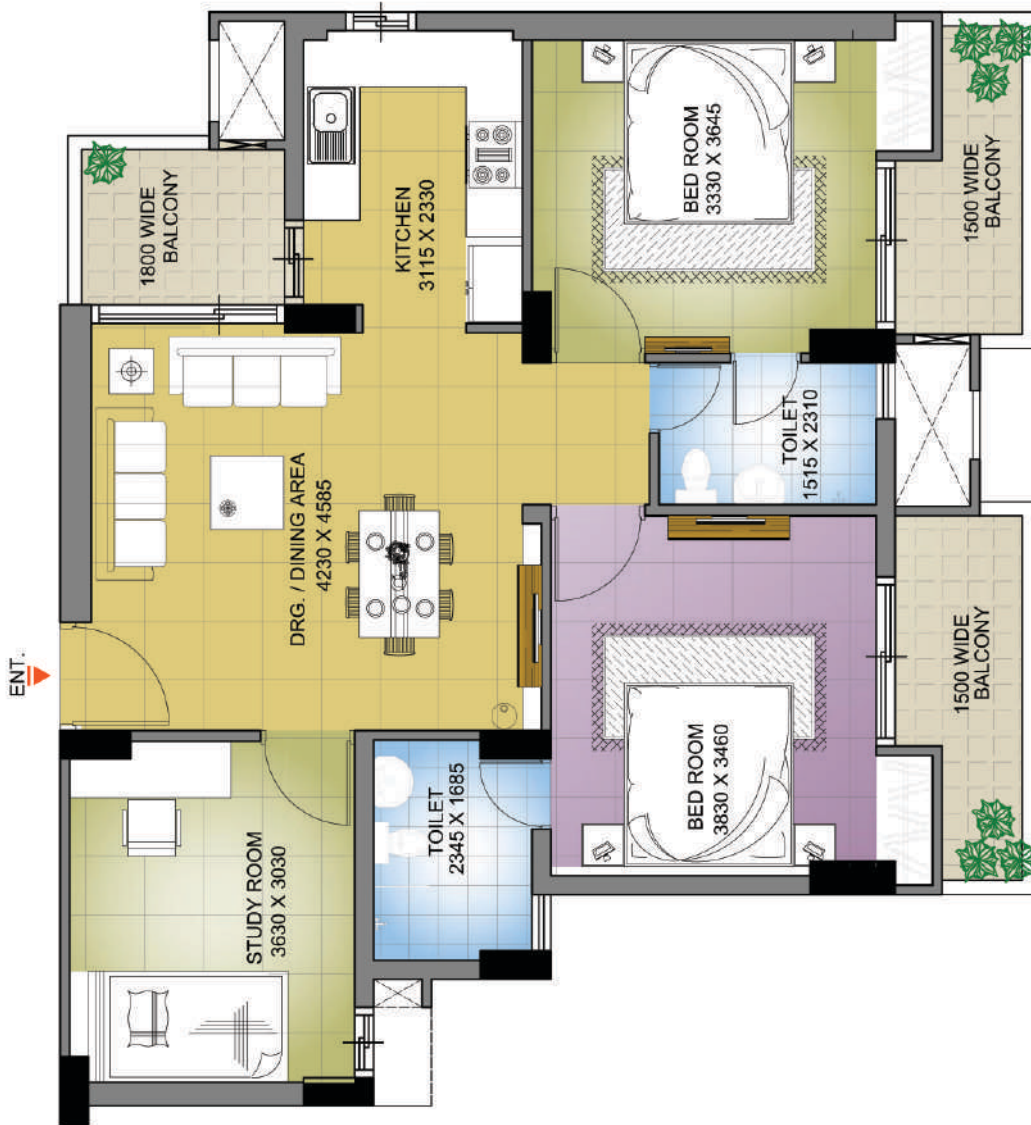 ENT.
1800 WIDE
BALCONY
KITCHEN
3115 X 2330
BED ROOM
3330 X 3645
1500 WIDE
BALCONY
DRG. / DINING AREA
4230 X 4585
TOILET
1515 X 2310
STUDY ROOM
3630 X 3030
TOILET
2345 X 1685
BED ROOM
3830 X 3460
1500 WIDE
BALCONY